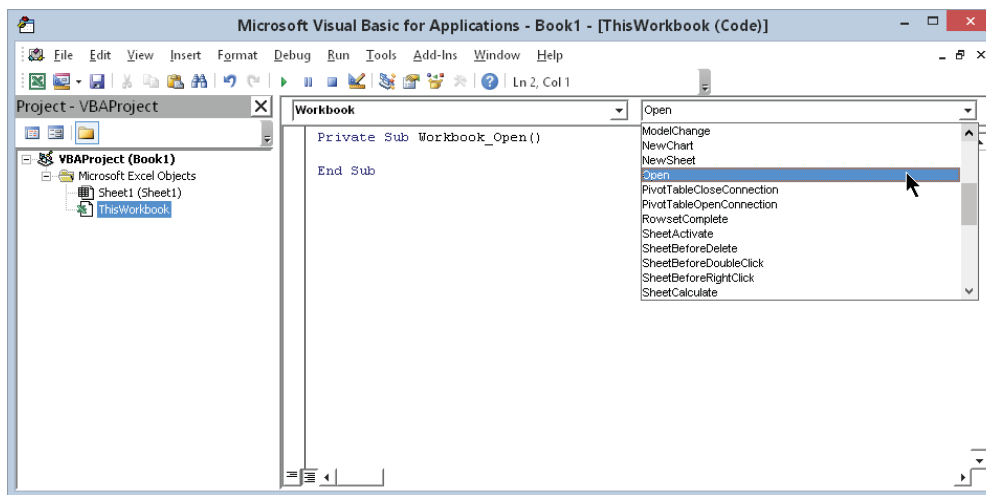 Microsoft Visual Basic for Applications - Book1 - [ThisWorkbook (Code)]
File Edit View Insert Format Debug Run Tools Add-Ins Window Help
Ln 2, Col 1
Project - VBAProject
VBAProject (Book1)
Microsoft Excel Objects
Sheet1 (Sheet1)
ThisWorkbook
Workbook
Open
Private Sub Workbook_Open()
End Sub
ModelChange
NewChart
NewSheet
Open
PivotTableCloseConnection
PivotTableOpenConnection
RowsetComplete
SheetActivate
SheetBeforeDelete
SheetBeforeDoubleClick
SheetBeforeRightClick
SheetCalculate